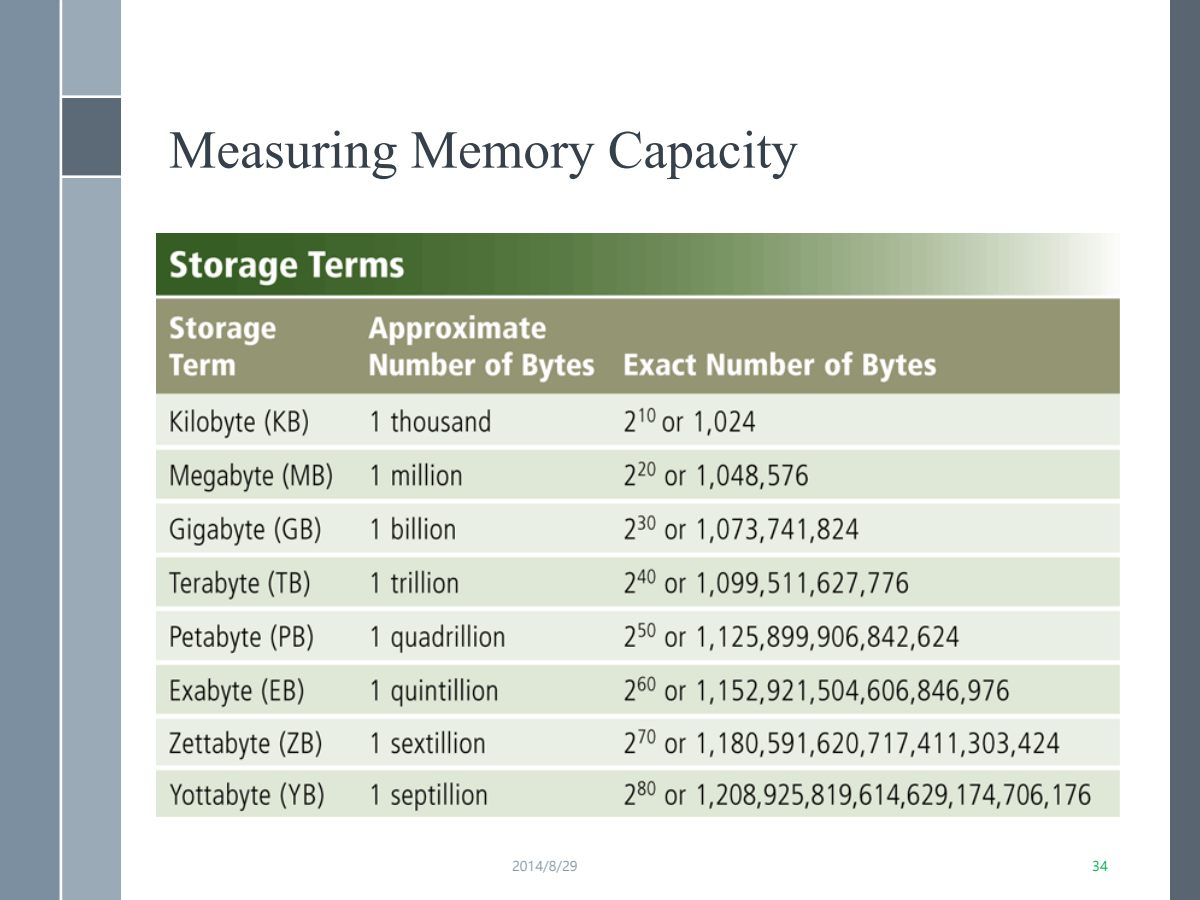 Measuring Memory Capacity
Storage Terms
Storage Term Approximate Number of Bytes Exact Number of Bytes
Kilobyte (KB) 1 thousand 2¹⁰ or 1,024
Megabyte (MB) 1 million 2²⁰ or 1,048,576
Gigabyte (GB) 1 billion 2³⁰ or 1,073,741,824
Terabyte (TB) 1 trillion 2⁴⁰ or 1,099,511,627,776
Petabyte (PB) 1 quadrillion 2⁵⁰ or 1,125,899,906,842,624
Exabyte (EB) 1 quintillion 2⁶⁰ or 1,152,921,504,606,846,976
Zettabyte (ZB) 1 sextillion 2⁷⁰ or 1,180,591,620,717,411,303,424
Yottabyte (YB) 1 septillion 2⁸⁰ or 1,208,925,819,614,629,174,706,176
2014/8/29 34